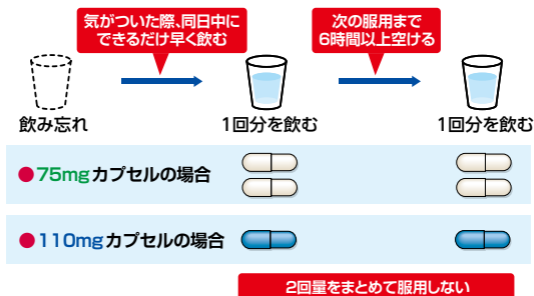 気がついた際、同日中に
できるだけ早く飲む
次の服用まで
6時間以上空ける
飲み忘れ
1回分を飲む
1回分を飲む
●75mgカプセルの場合
●110mgカプセルの場合
2回量をまとめて服用しない